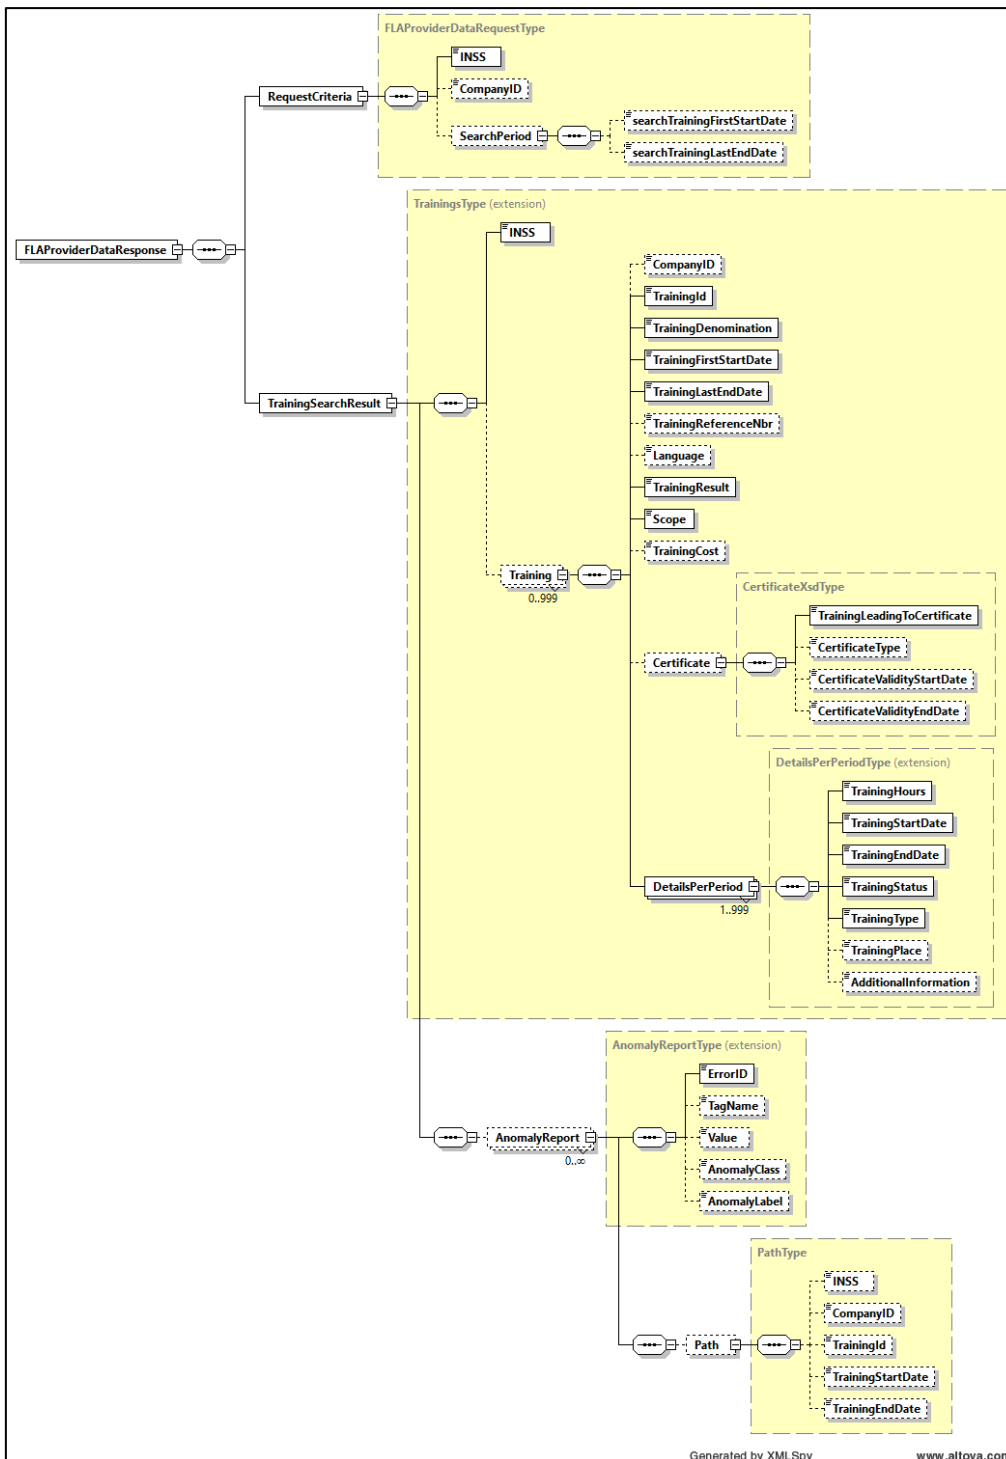 FLAProviderDataRequestType
INSS
CompanyID
RequestCriteria
SearchPeriod
searchTrainingFirstStartDate
searchTrainingLastEndDate
TrainingsType (extension)
INSS
FLAProviderDataResponse
CompanyID
TrainingId
TrainingDenomination
TrainingFirstStartDate
TrainingLastEndDate
TrainingSearchResult
TrainingReferenceNbr
Language
TrainingResult
Scope
TrainingCost
Training
0..999
CertificateXsdType
TrainingLeadingToCertificate
CertificateType
Certificate
CertificateValidityStartDate
CertificateValidityEndDate
DetailsPerPeriodType (extension)
TrainingHours
TrainingStartDate
TrainingEndDate
DetailsPerPeriod
1..999
TrainingStatus
TrainingType
TrainingPlace
AdditionalInformation
AnomalyReportType (extension)
ErrorID
TagName
AnomalyReport
0..∞
Value
AnomalyClass
AnomalyLabel
PathType
INSS
CompanyID
Path
TrainingId
TrainingStartDate
TrainingEndDate
Generated by XMLSpy
www.altova.com